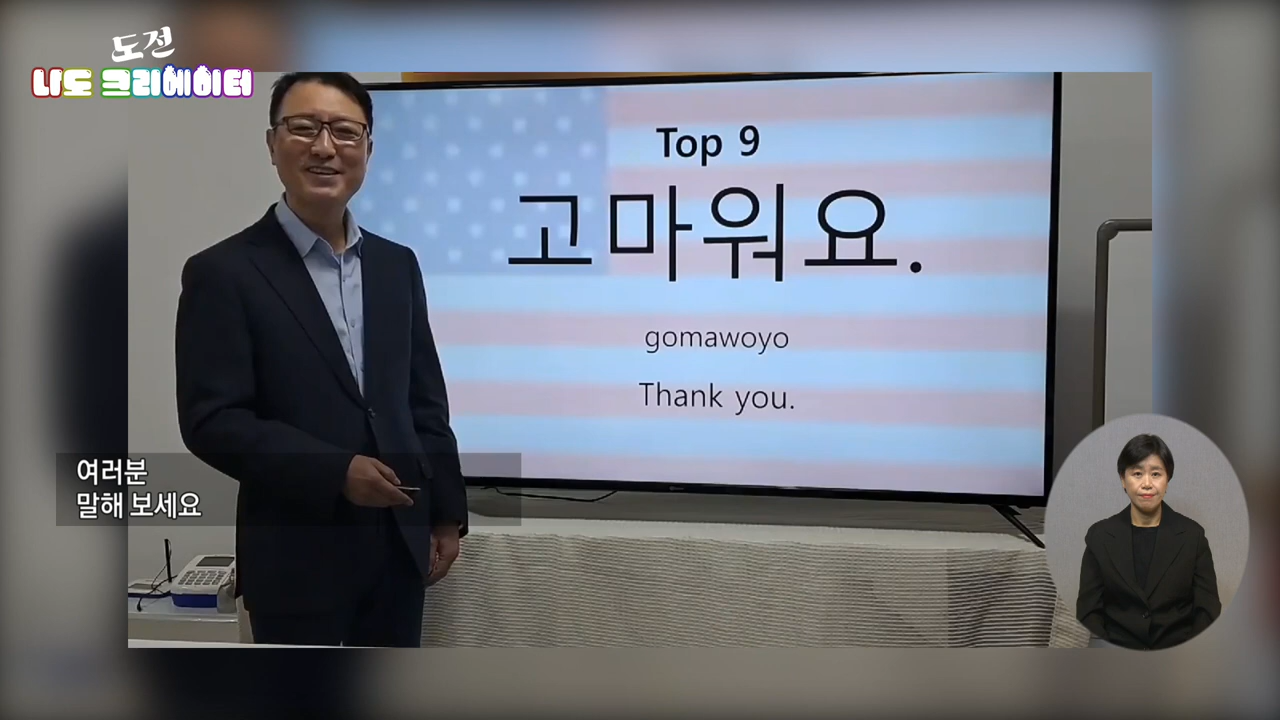 도전
나도 크리에이터
Top 9
고마워요.
gomawoyo
Thank you.
여러분
말해 보세요